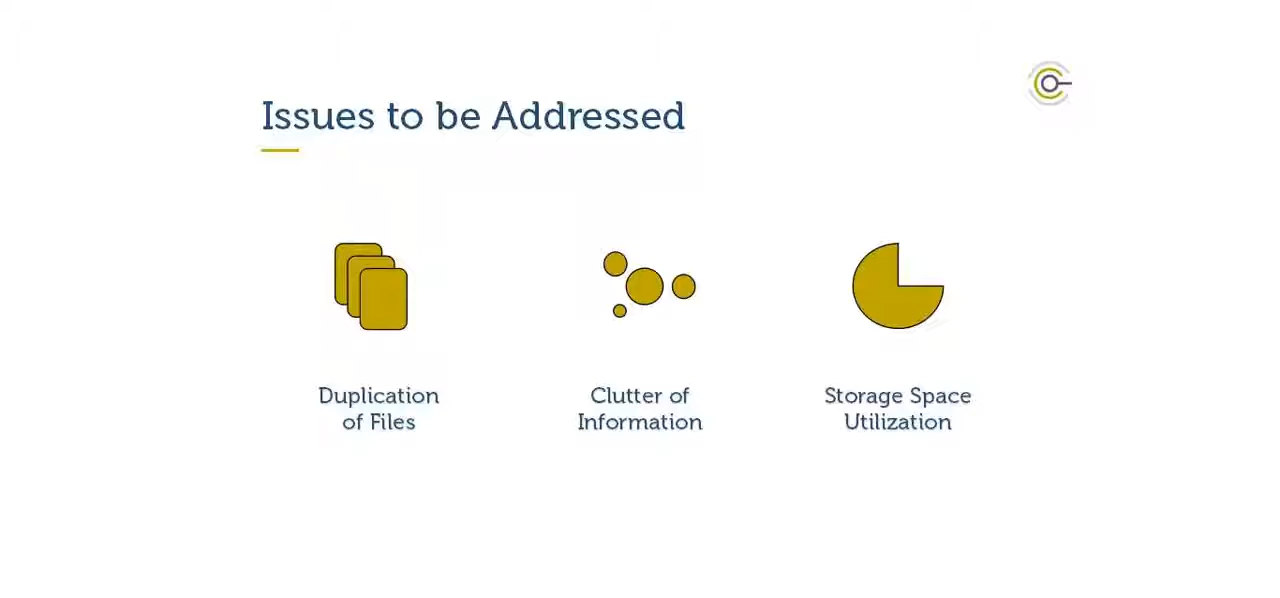 Issues to be Addressed
Duplication
of Files
Clutter of
Information
Storage Space
Utilization